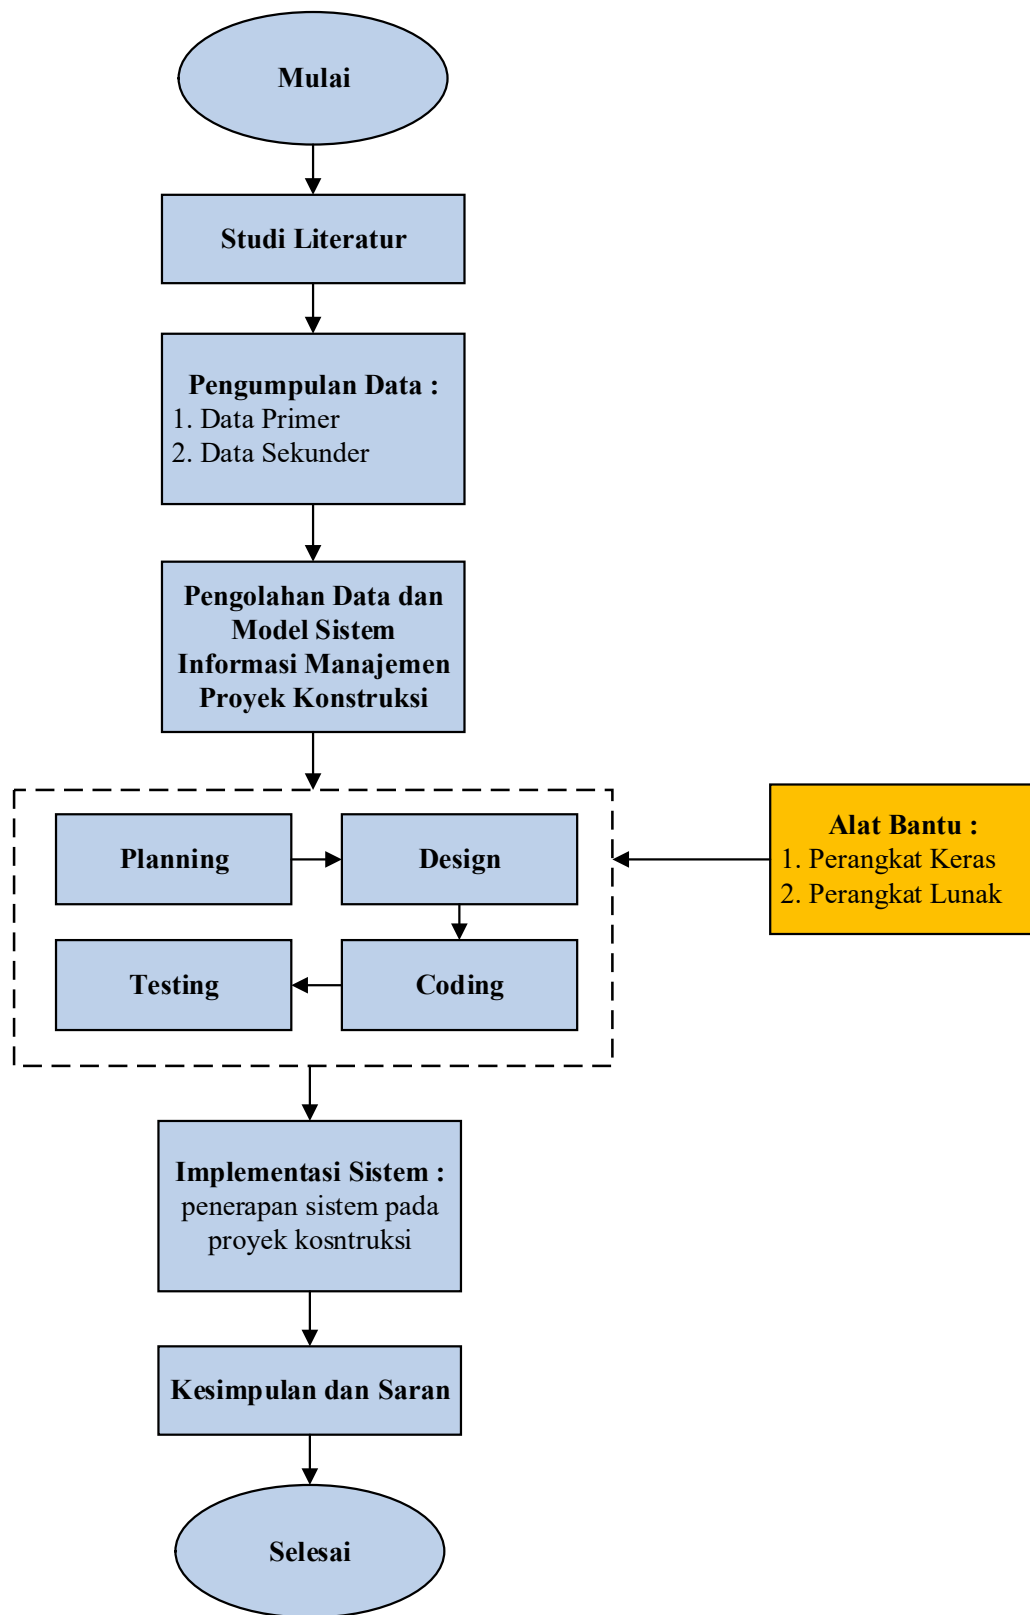 Mulai
Studi Literatur
Pengumpulan Data :
1. Data Primer
2. Data Sekunder
Pengolahan Data dan
Model Sistem
Informasi Manajemen
Proyek Konstruksi
Planning
Design
Alat Bantu :
1. Perangkat Keras
2. Perangkat Lunak
Testing
Coding
Implementasi Sistem :
penerapan sistem pada
proyek kosntruksi
Kesimpulan dan Saran
Selesai